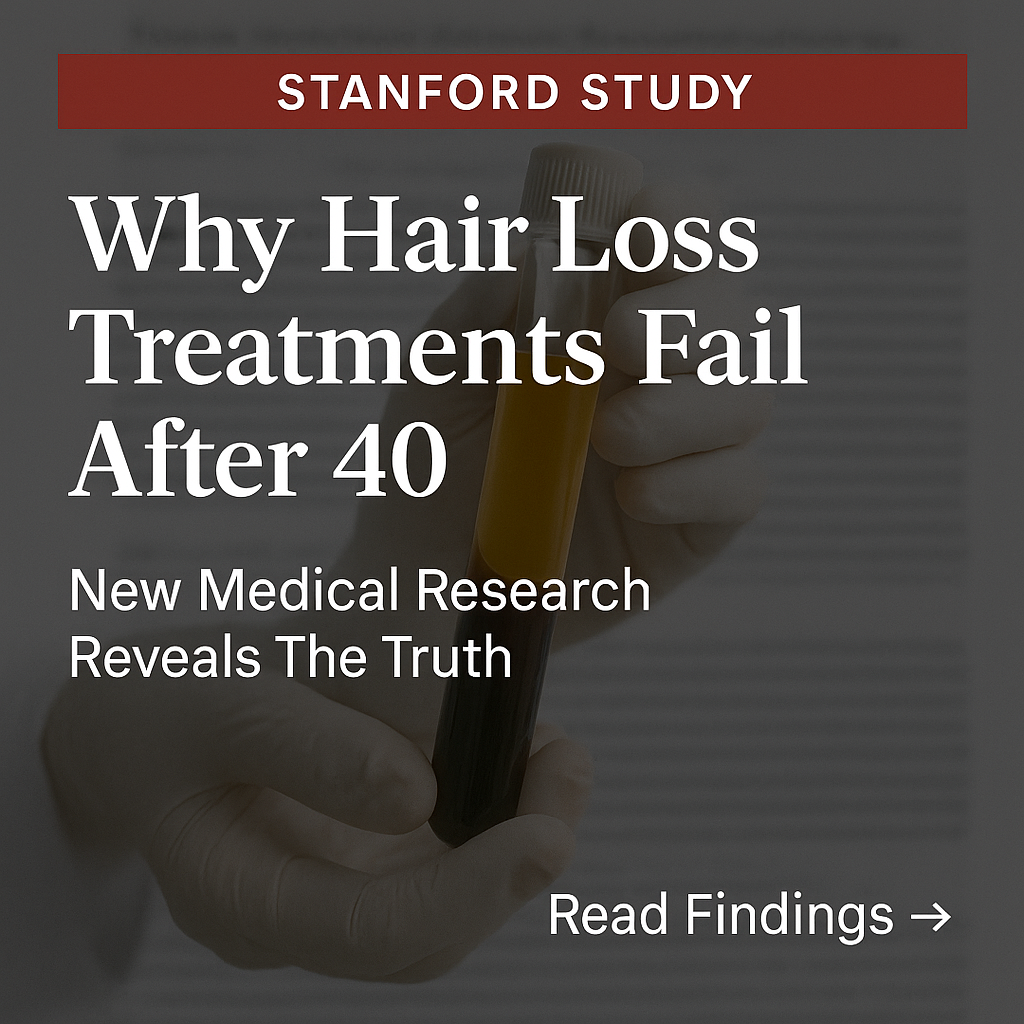 STANFORD STUDY
Why Hair Loss
Treatments Fail
After 40
New Medical Research
Reveals The Truth
Read Findings →